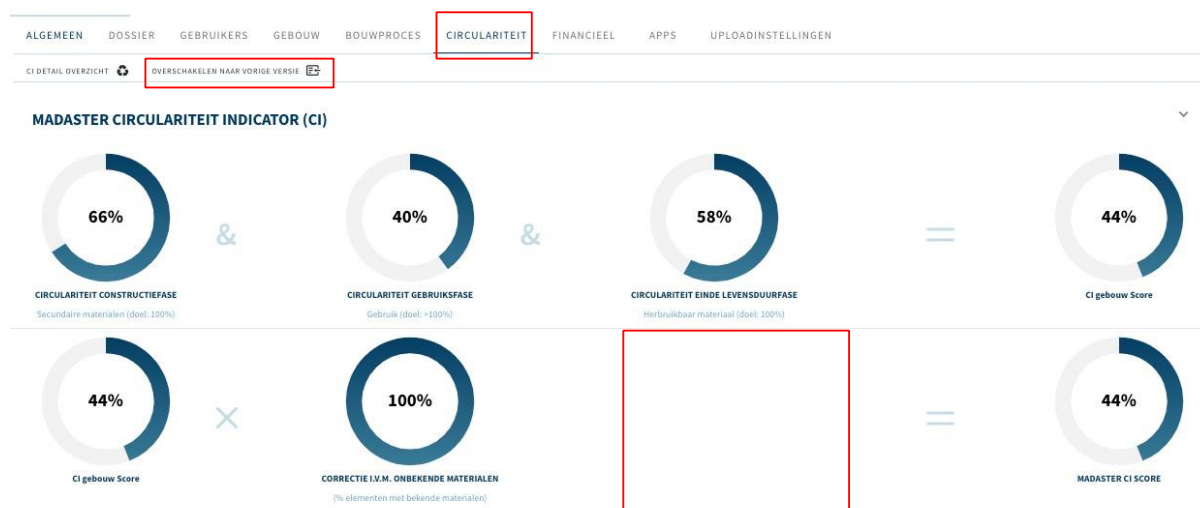 ALGEMEEN DOSSIER GEBRUIKERS GEBOUW BOUWPROCES CIRCULARITEIT FINANCIEEL APPS UPLOADINSTELLINGEN
CI DETAIL OVERZICHT OVERSCHAKELEN NAAR VORIGE VERSIE
MADASTER CIRCULARITEIT INDICATOR (CI)
66% & 40% & 58% = 44%
CIRCULARITEIT CONSTRUCTIEFASE CIRCULARITEIT GEBRUIKSFASE CIRCULARITEIT EINDE LEVENSDUURFASE CI gebouw Score
Secundaire materialen (doel: 100%) Gebruik (doel: >100%) Herbruikbaar materiaal (doel: 100%)
44% × 100% = 44%
CI gebouw Score CORRECTIE I.V.M. ONBEKENDE MATERIALEN MADASTER CI SCORE
(% elementen met bekende materialen)